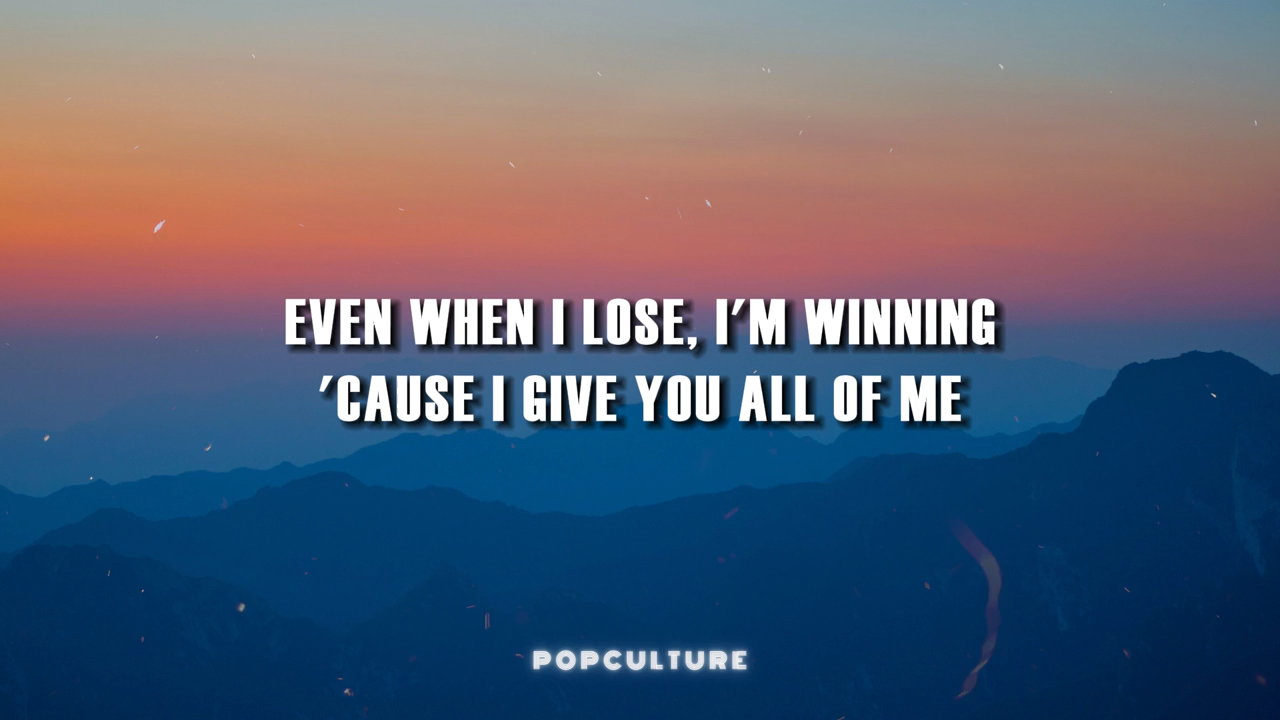 EVEN WHEN I LOSE, I'M WINNING
'CAUSE I GIVE YOU ALL OF ME
POPCULTURE